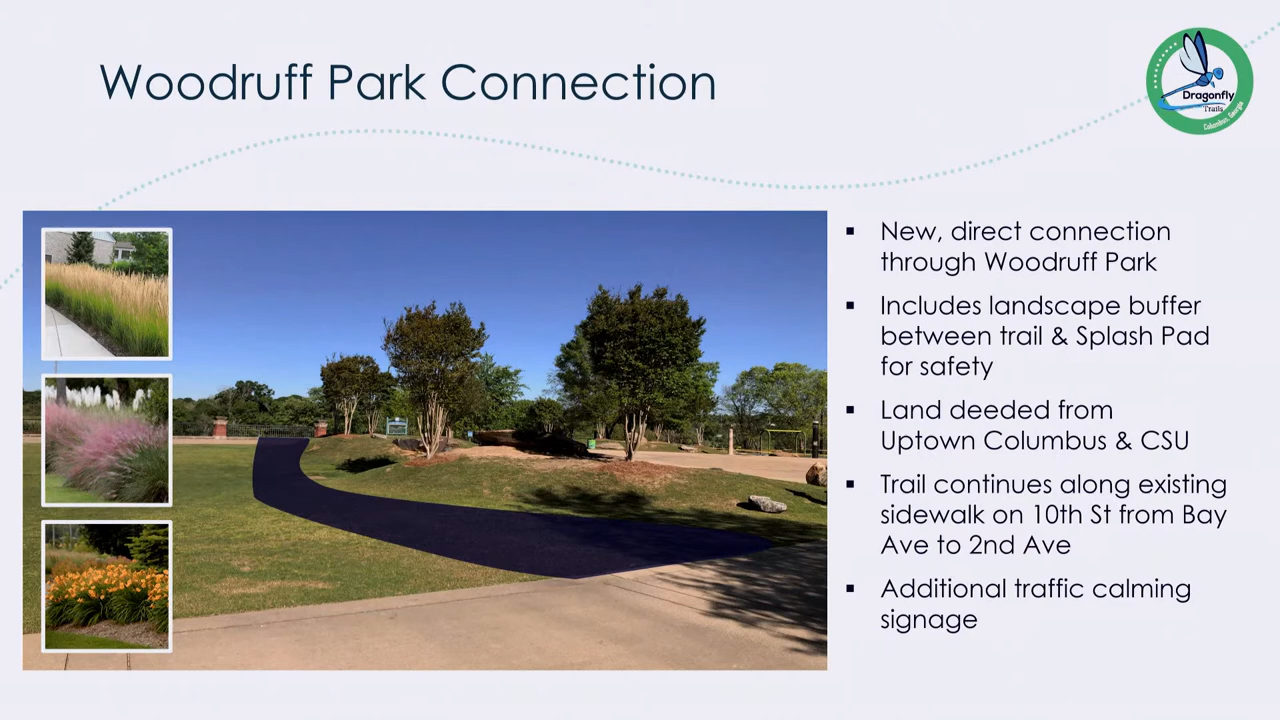 Woodruff Park Connection
Dragonfly
Trails
Columbus, Georgia
▪ New, direct connection
through Woodruff Park
▪ Includes landscape buffer
between trail & Splash Pad
for safety
▪ Land deeded from
Uptown Columbus & CSU
▪ Trail continues along existing
sidewalk on 10th St from Bay
Ave to 2nd Ave
▪ Additional traffic calming
signage